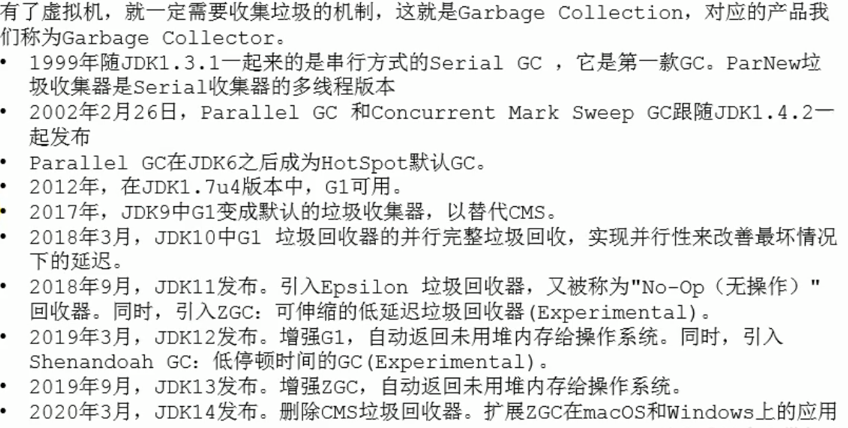 有了虚拟机，就一定需要收集垃圾的机制，这就是Garbage Collection，对应的产品我
们称为Garbage Collector。
• 1999年随JDK1.3.1一起来的是串行方式的Serial GC ，它是第一款GC。ParNew垃
圾收集器是Serial收集器的多线程版本
• 2002年2月26日，Parallel GC 和Concurrent Mark Sweep GC跟随JDK1.4.2一
起发布
• Parallel GC在JDK6之后成为HotSpot默认GC。
• 2012年，在JDK1.7u4版本中，G1可用。
• 2017年，JDK9中G1变成默认的垃圾收集器，以替代CMS。
• 2018年3月，JDK10中G1 垃圾回收器的并行完整垃圾回收，实现并行性来改善最坏情况
下的延迟。
• 2018年9月，JDK11发布。引入Epsilon 垃圾回收器，又被称为"No-Op（无操作）"
回收器。同时，引入ZGC：可伸缩的低延迟垃圾回收器(Experimental)。
• 2019年3月，JDK12发布。增强G1，自动返回未用堆内存给操作系统。同时，引入
Shenandoah GC：低停顿时间的GC(Experimental)。
• 2019年9月，JDK13发布。增强ZGC，自动返回未用堆内存给操作系统。
• 2020年3月，JDK14发布。删除CMS垃圾回收器。扩展ZGC在macOS和Windows上的应用